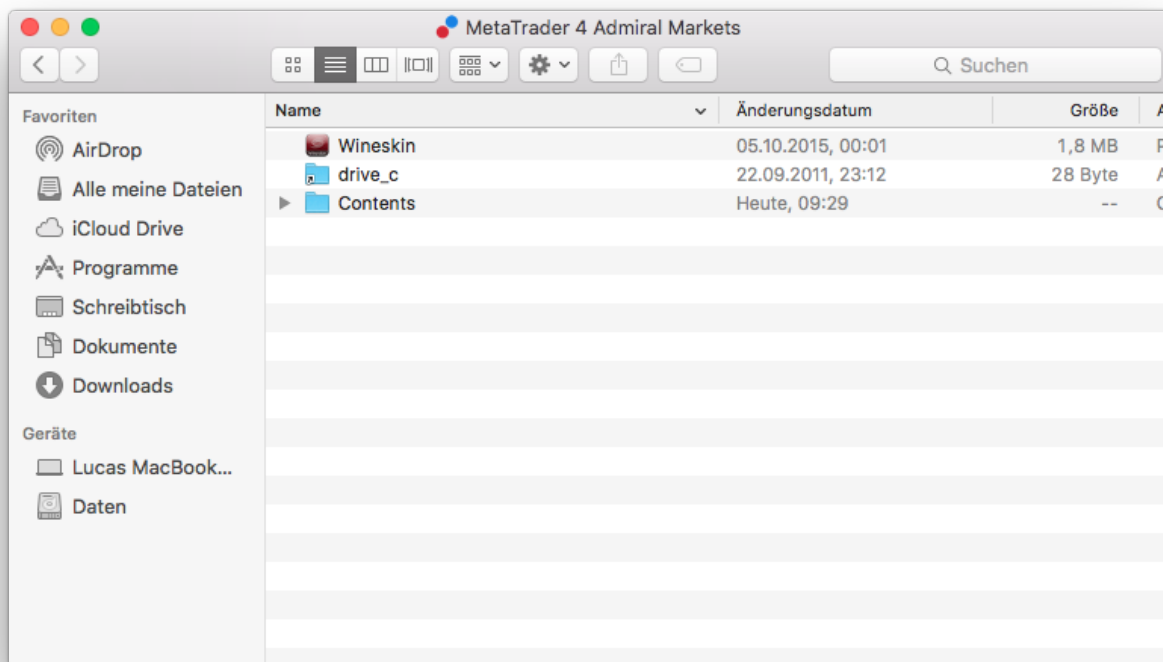 MetaTrader 4 Admiral Markets
Suchen
Favoriten
AirDrop
Alle meine Dateien
iCloud Drive
Programme
Schreibtisch
Dokumente
Downloads
Geräte
Lucas MacBook...
Daten
Name Änderungsdatum Größe
Wineskin 05.10.2015, 00:01 1,8 MB
drive_c 22.09.2011, 23:12 28 Byte
Contents Heute, 09:29 --